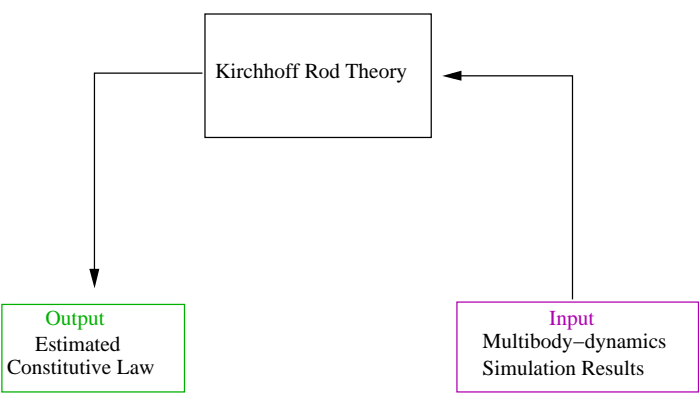 Kirchhoff Rod Theory
Output
Estimated
Constitutive Law
Input
Multibody−dynamics
Simulation Results